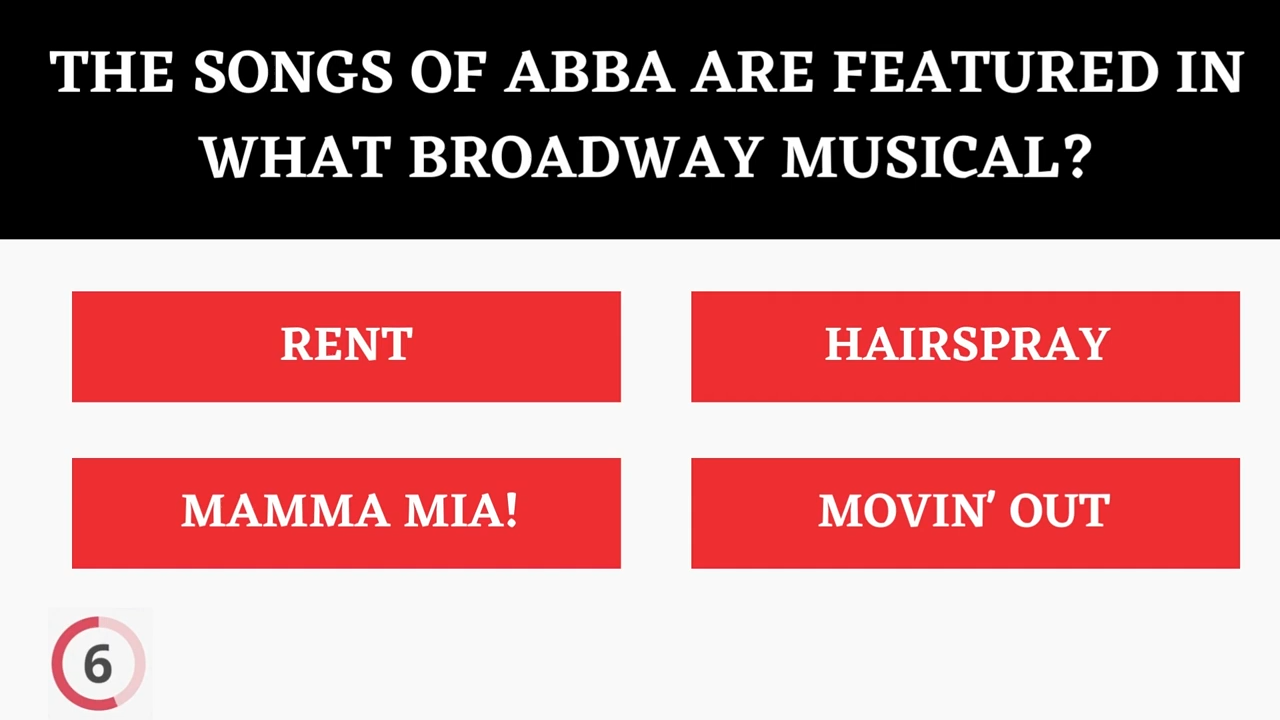 THE SONGS OF ABBA ARE FEATURED IN
WHAT BROADWAY MUSICAL?
RENT
HAIRSPRAY
MAMMA MIA!
MOVIN' OUT
6